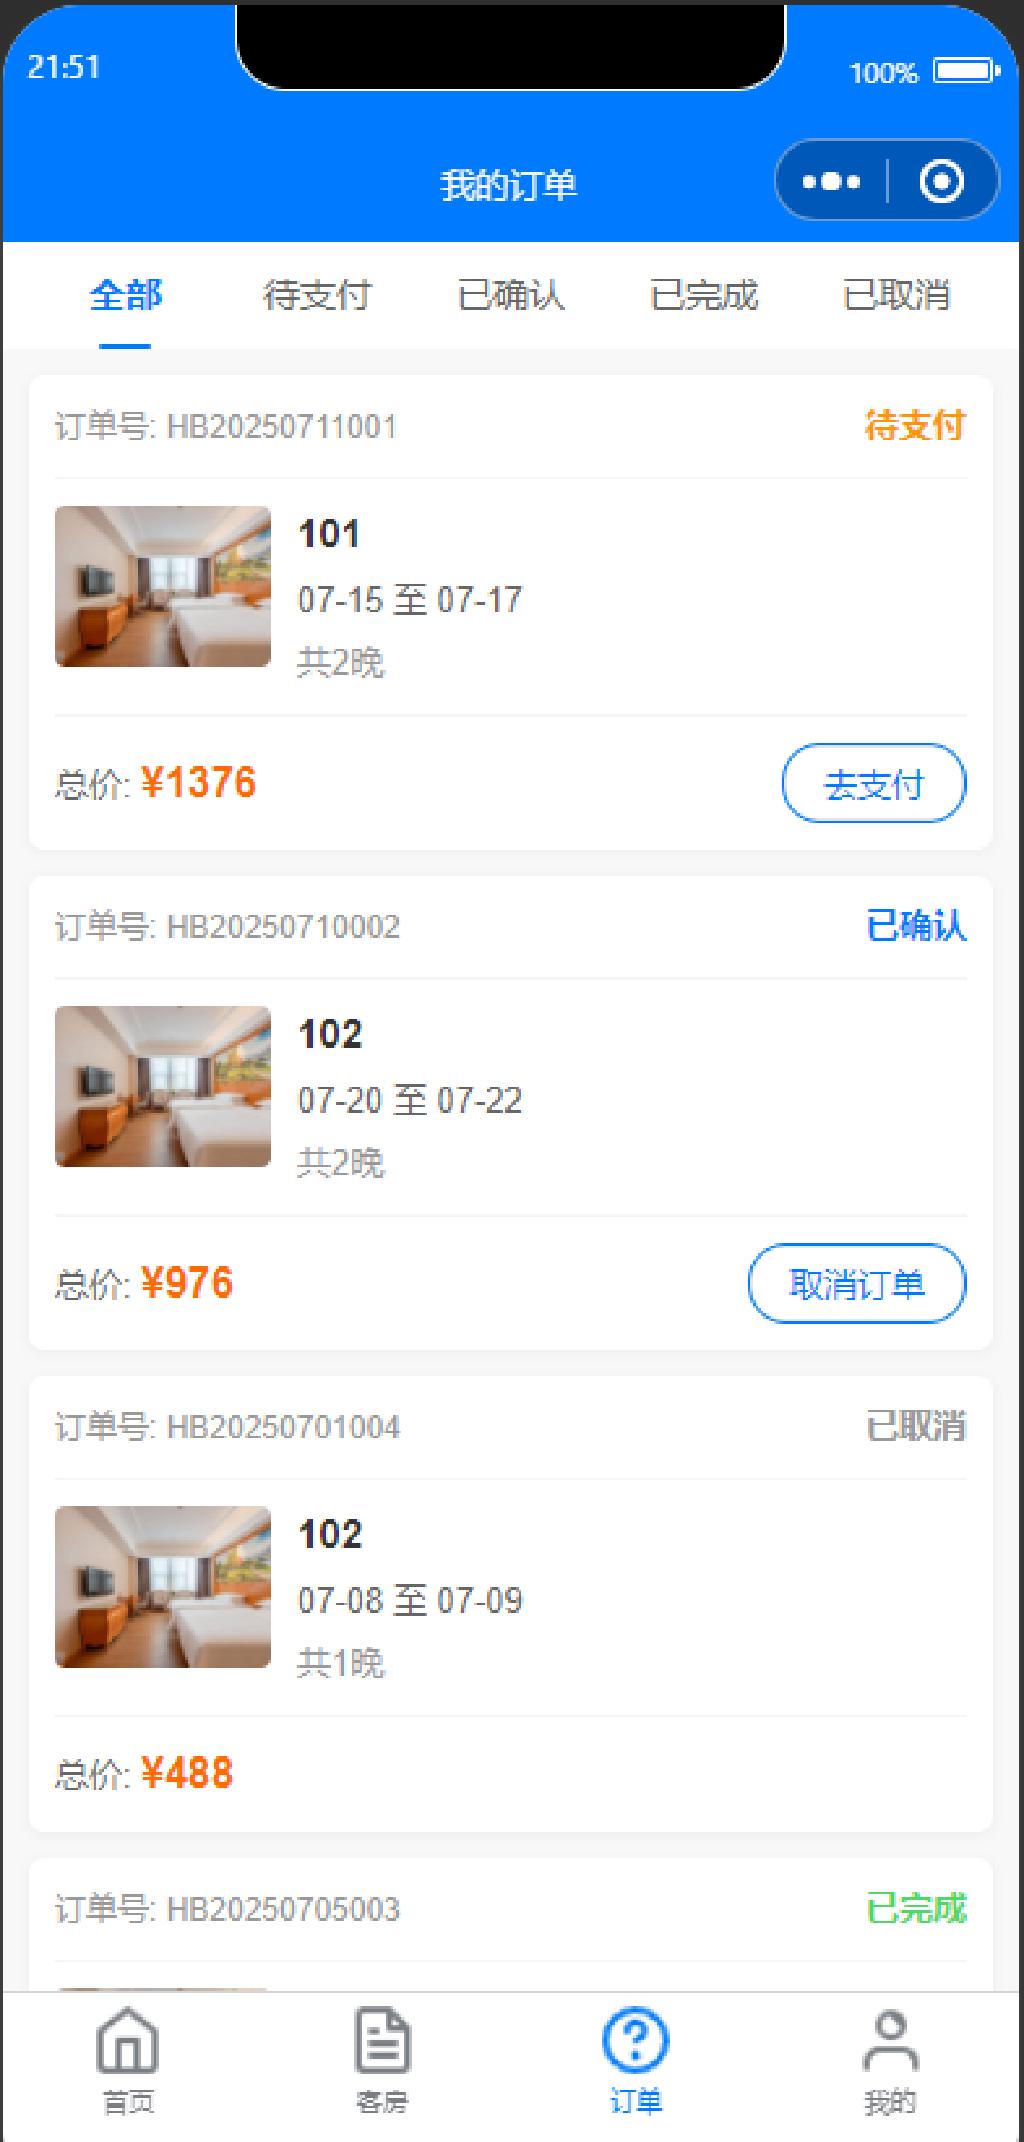 21:51
100%
我的订单
全部 待支付 已确认 已完成 已取消
订单号: HB20250711001 待支付
101
07-15 至 07-17
共2晚
总价: ¥1376 去支付
订单号: HB20250710002 已确认
102
07-20 至 07-22
共2晚
总价: ¥976 取消订单
订单号: HB20250701004 已取消
102
07-08 至 07-09
共1晚
总价: ¥488
订单号: HB20250705003 已完成
首页 客房 订单 我的